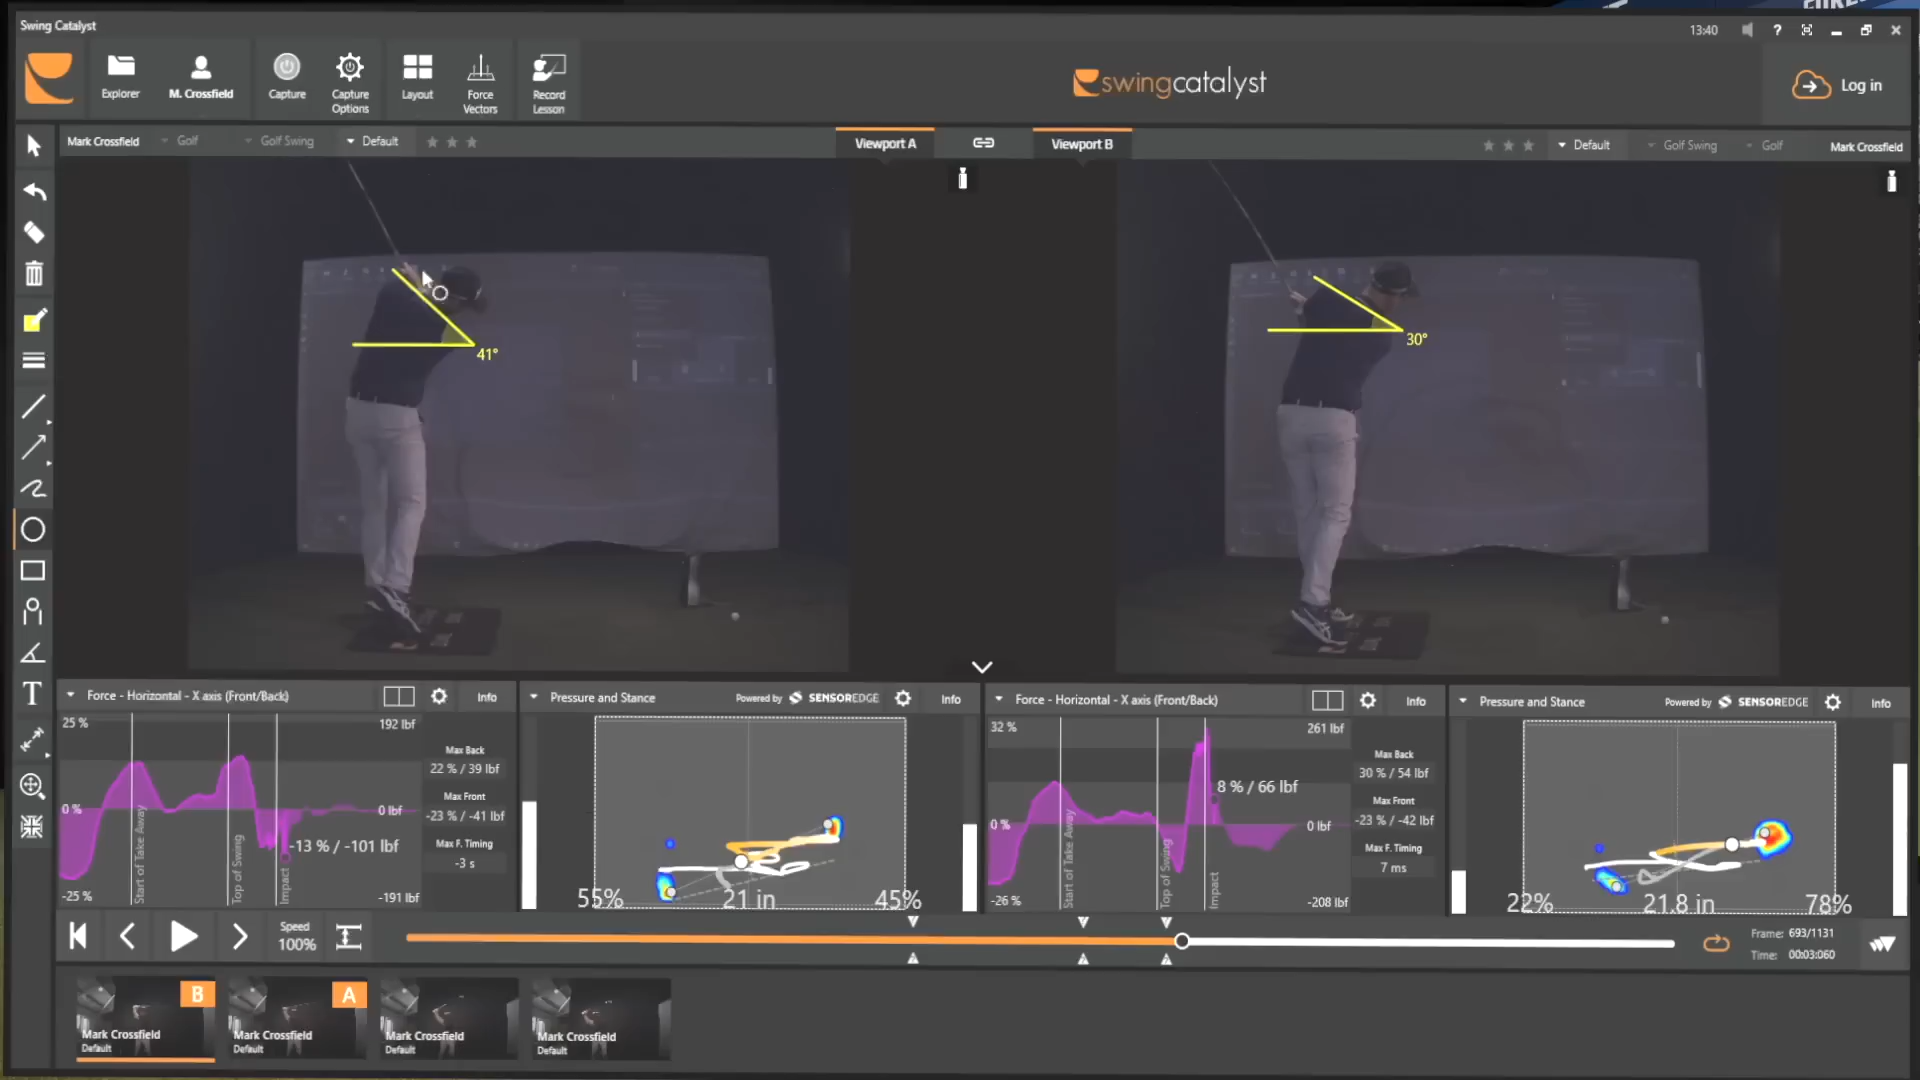 Swing Catalyst
13:40
Explorer
M. Crossfield
Capture
Capture Options
Layout
Force Vectors
Record Lesson
swingcatalyst
Log in
Mark Crossfield
Golf
Golf Swing
Default
Viewport A
Viewport B
Default
Golf Swing
Golf
Mark Crossfield
41°
30°
T
Force - Horizontal - X axis (Front/Back)
Info
25 %
192 lbf
0 %
0 lbf
-13 % / -101 lbf
-25 %
-191 lbf
Start of Take Away
Top of Swing
Impact
Max Back
22 % / 39 lbf
Max Front
-23 % / -41 lbf
Max F. Timing
-3 s
Pressure and Stance
Powered by SENSOREDGE
Info
55%
21 in
45%
Force - Horizontal - X axis (Front/Back)
Info
32 %
261 lbf
8 % / 66 lbf
0 %
0 lbf
-26 %
-208 lbf
Start of Take Away
Top of Swing
Impact
Max Back
30 % / 54 lbf
Max Front
-23 % / -42 lbf
Max F. Timing
7 ms
Pressure and Stance
Powered by SENSOREDGE
Info
22%
21.8 in
78%
Speed
100%
Frame: 693/1131
Time: 00:03:060
B
Mark Crossfield
Default
A
Mark Crossfield
Default
Mark Crossfield
Default
Mark Crossfield
Default